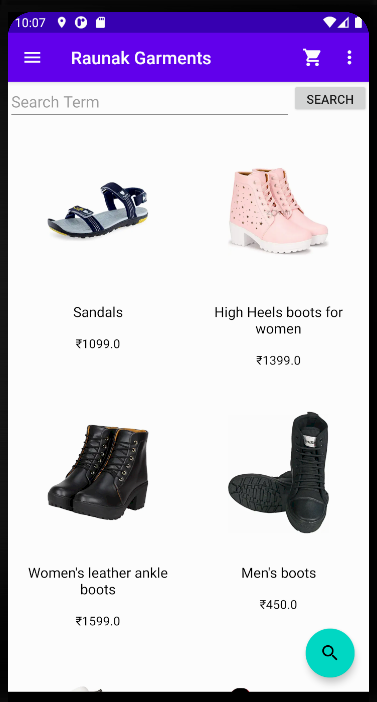 10:07
Raunak Garments
Search Term
SEARCH
Sandals
₹1099.0
High Heels boots for
women
₹1399.0
Women's leather ankle
boots
₹1599.0
Men's boots
₹450.0